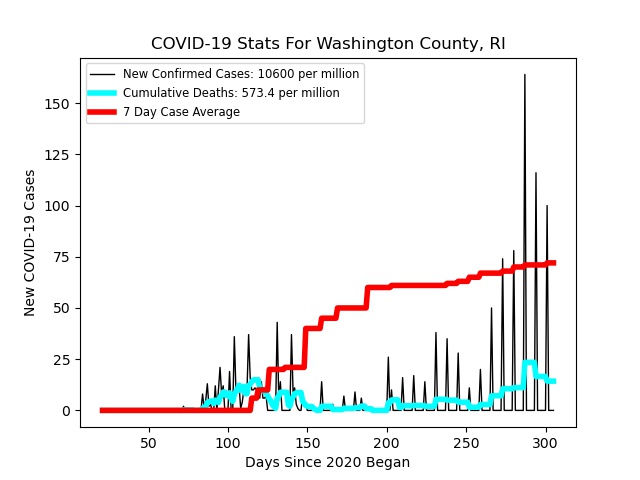 COVID-19 Stats For Washington County, RI
New Confirmed Cases: 10600 per million
Cumulative Deaths: 573.4 per million
7 Day Case Average
New COVID-19 Cases
150
125
100
75
50
25
0
50 100 150 200 250 300
Days Since 2020 Began